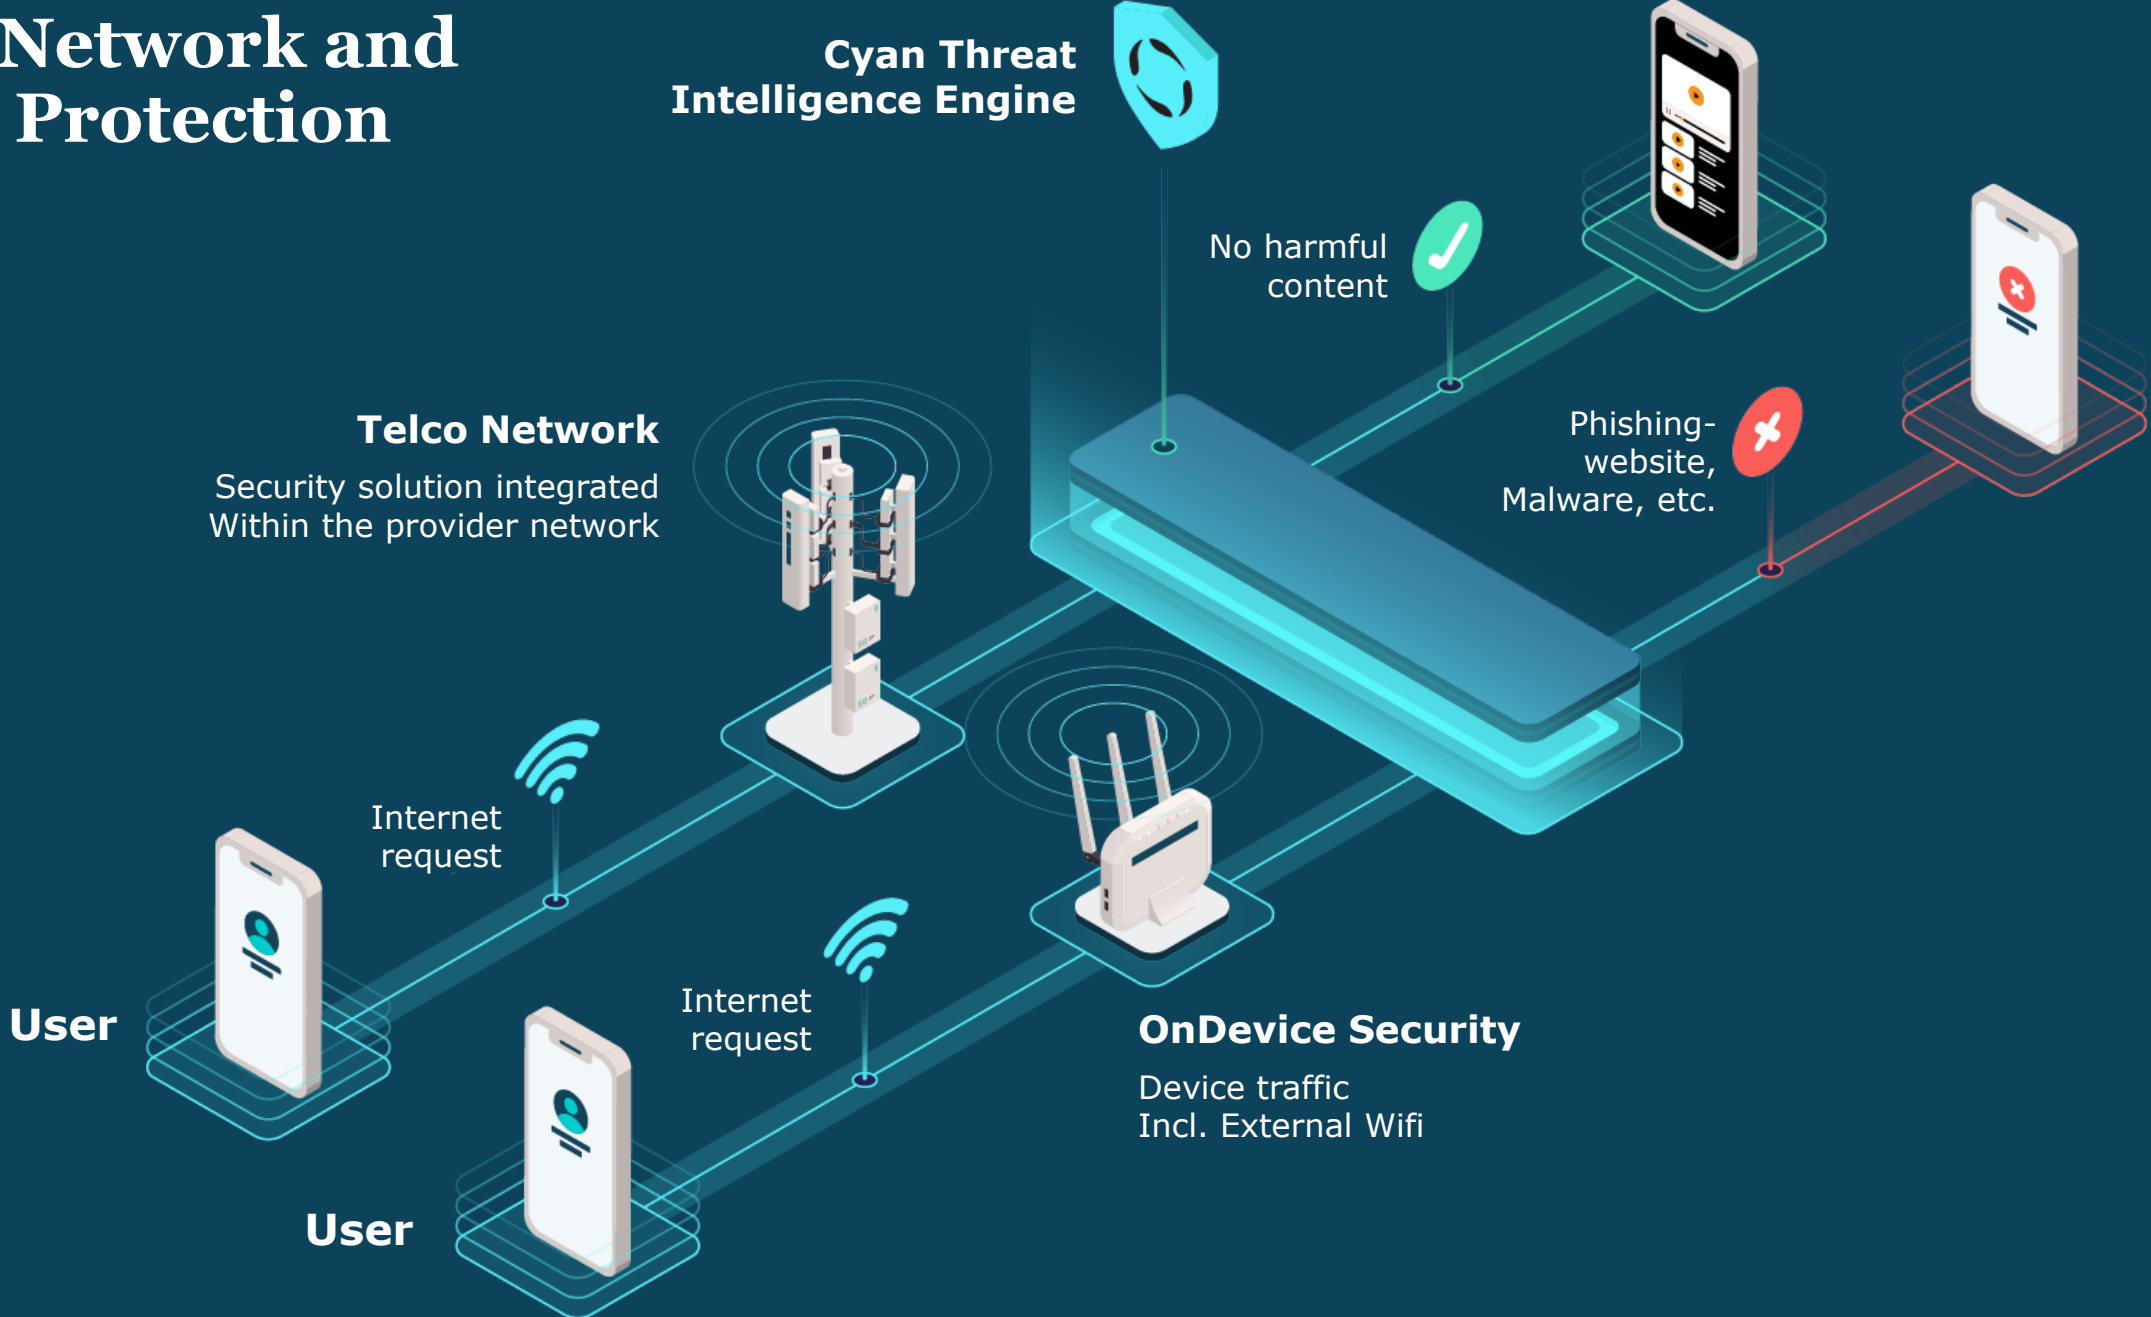 Network and
Protection
Cyan Threat
Intelligence Engine
No harmful
content
Telco Network
Security solution integrated
Within the provider network
Phishing-
website,
Malware, etc.
Internet
request
Internet
request
User
User
OnDevice Security
Device traffic
Incl. External Wifi